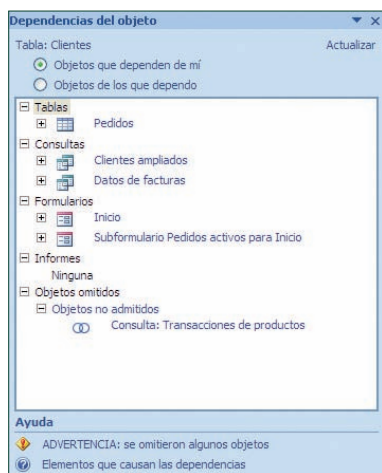 Dependencias del objeto
Tabla: Clientes Actualizar
Objetos que dependen de mí
Objetos de los que dependo
Tablas
Pedidos
Consultas
Clientes ampliados
Datos de facturas
Formularios
Inicio
Subformulario Pedidos activos para Inicio
Informes
Ninguna
Objetos omitidos
Objetos no admitidos
Consulta: Transacciones de productos
Ayuda
ADVERTENCIA: se omitieron algunos objetos
Elementos que causan las dependencias